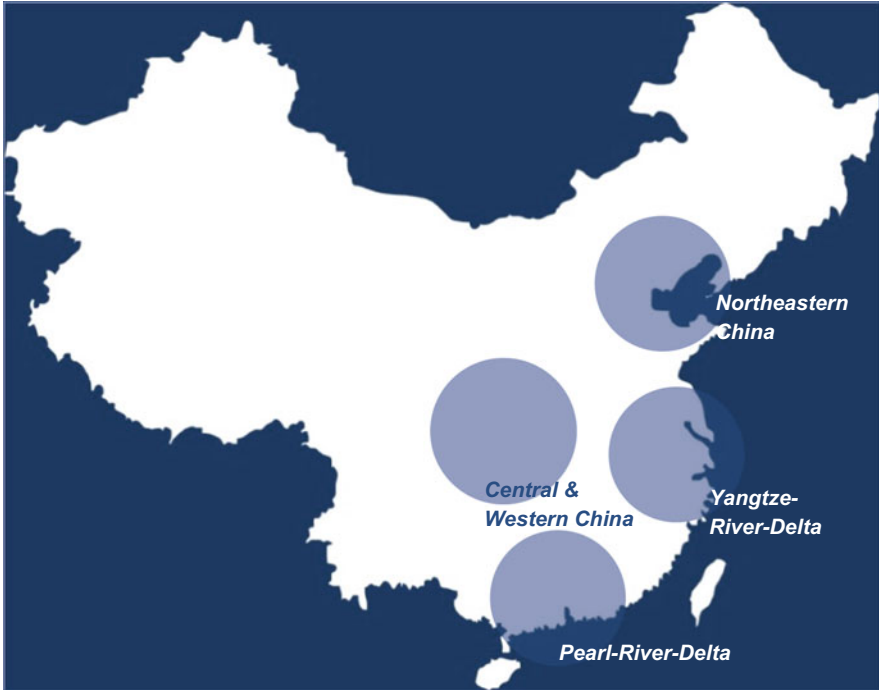 Northeastern
China
Central &
Western China
Yangtze-
River-Delta
Pearl-River-Delta